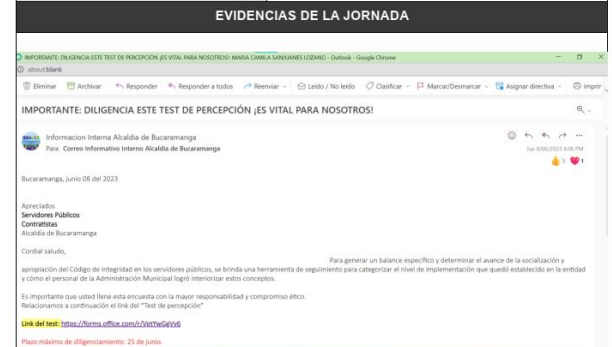 EVIDENCIAS DE LA JORNADA
IMPORTANTE: DILIGENCIA ESTE TEST DE PERCEPCIÓN ¡ES VITAL PARA NOSOTROS!: MARIA CAMILA SANJUANES LOZANO - Outlook - Google Chrome
about:blank
Eliminar Archivar Responder Responder a todos Reenviar Leído / No leído Clasificar Marcar/Desmarcar Asignar directiva Imprimir
IMPORTANTE: DILIGENCIA ESTE TEST DE PERCEPCIÓN ¡ES VITAL PARA NOSOTROS!
Informacion Interna Alcaldia de Bucaramanga
Para: Correo Informativo Interno Alcaldia de Bucaramanga
Jue 8/06/2023 4:06 PM
Bucaramanga, junio 08 del 2023
Apreciados
Servidores Públicos
Contratistas
Alcaldía de Bucaramanga
Cordial saludo,
Para generar un balance específico y determinar el avance de la socialización y
apropiación del Código de Integridad en los servidores públicos, se brinda una herramienta de seguimiento para categorizar el nivel de implementación que quedó establecido en la entidad
y cómo el personal de la Administración Municipal logró interiorizar estos conceptos.
Es importante que usted llene esta encuesta con la mayor responsabilidad y compromiso ético.
Relacionamos a continuación el link del "Test de percepción"
Link del test: https://forms.office.com/r/VptYwGgVv6
Plazo máximo de diligenciamiento: 25 de junio.